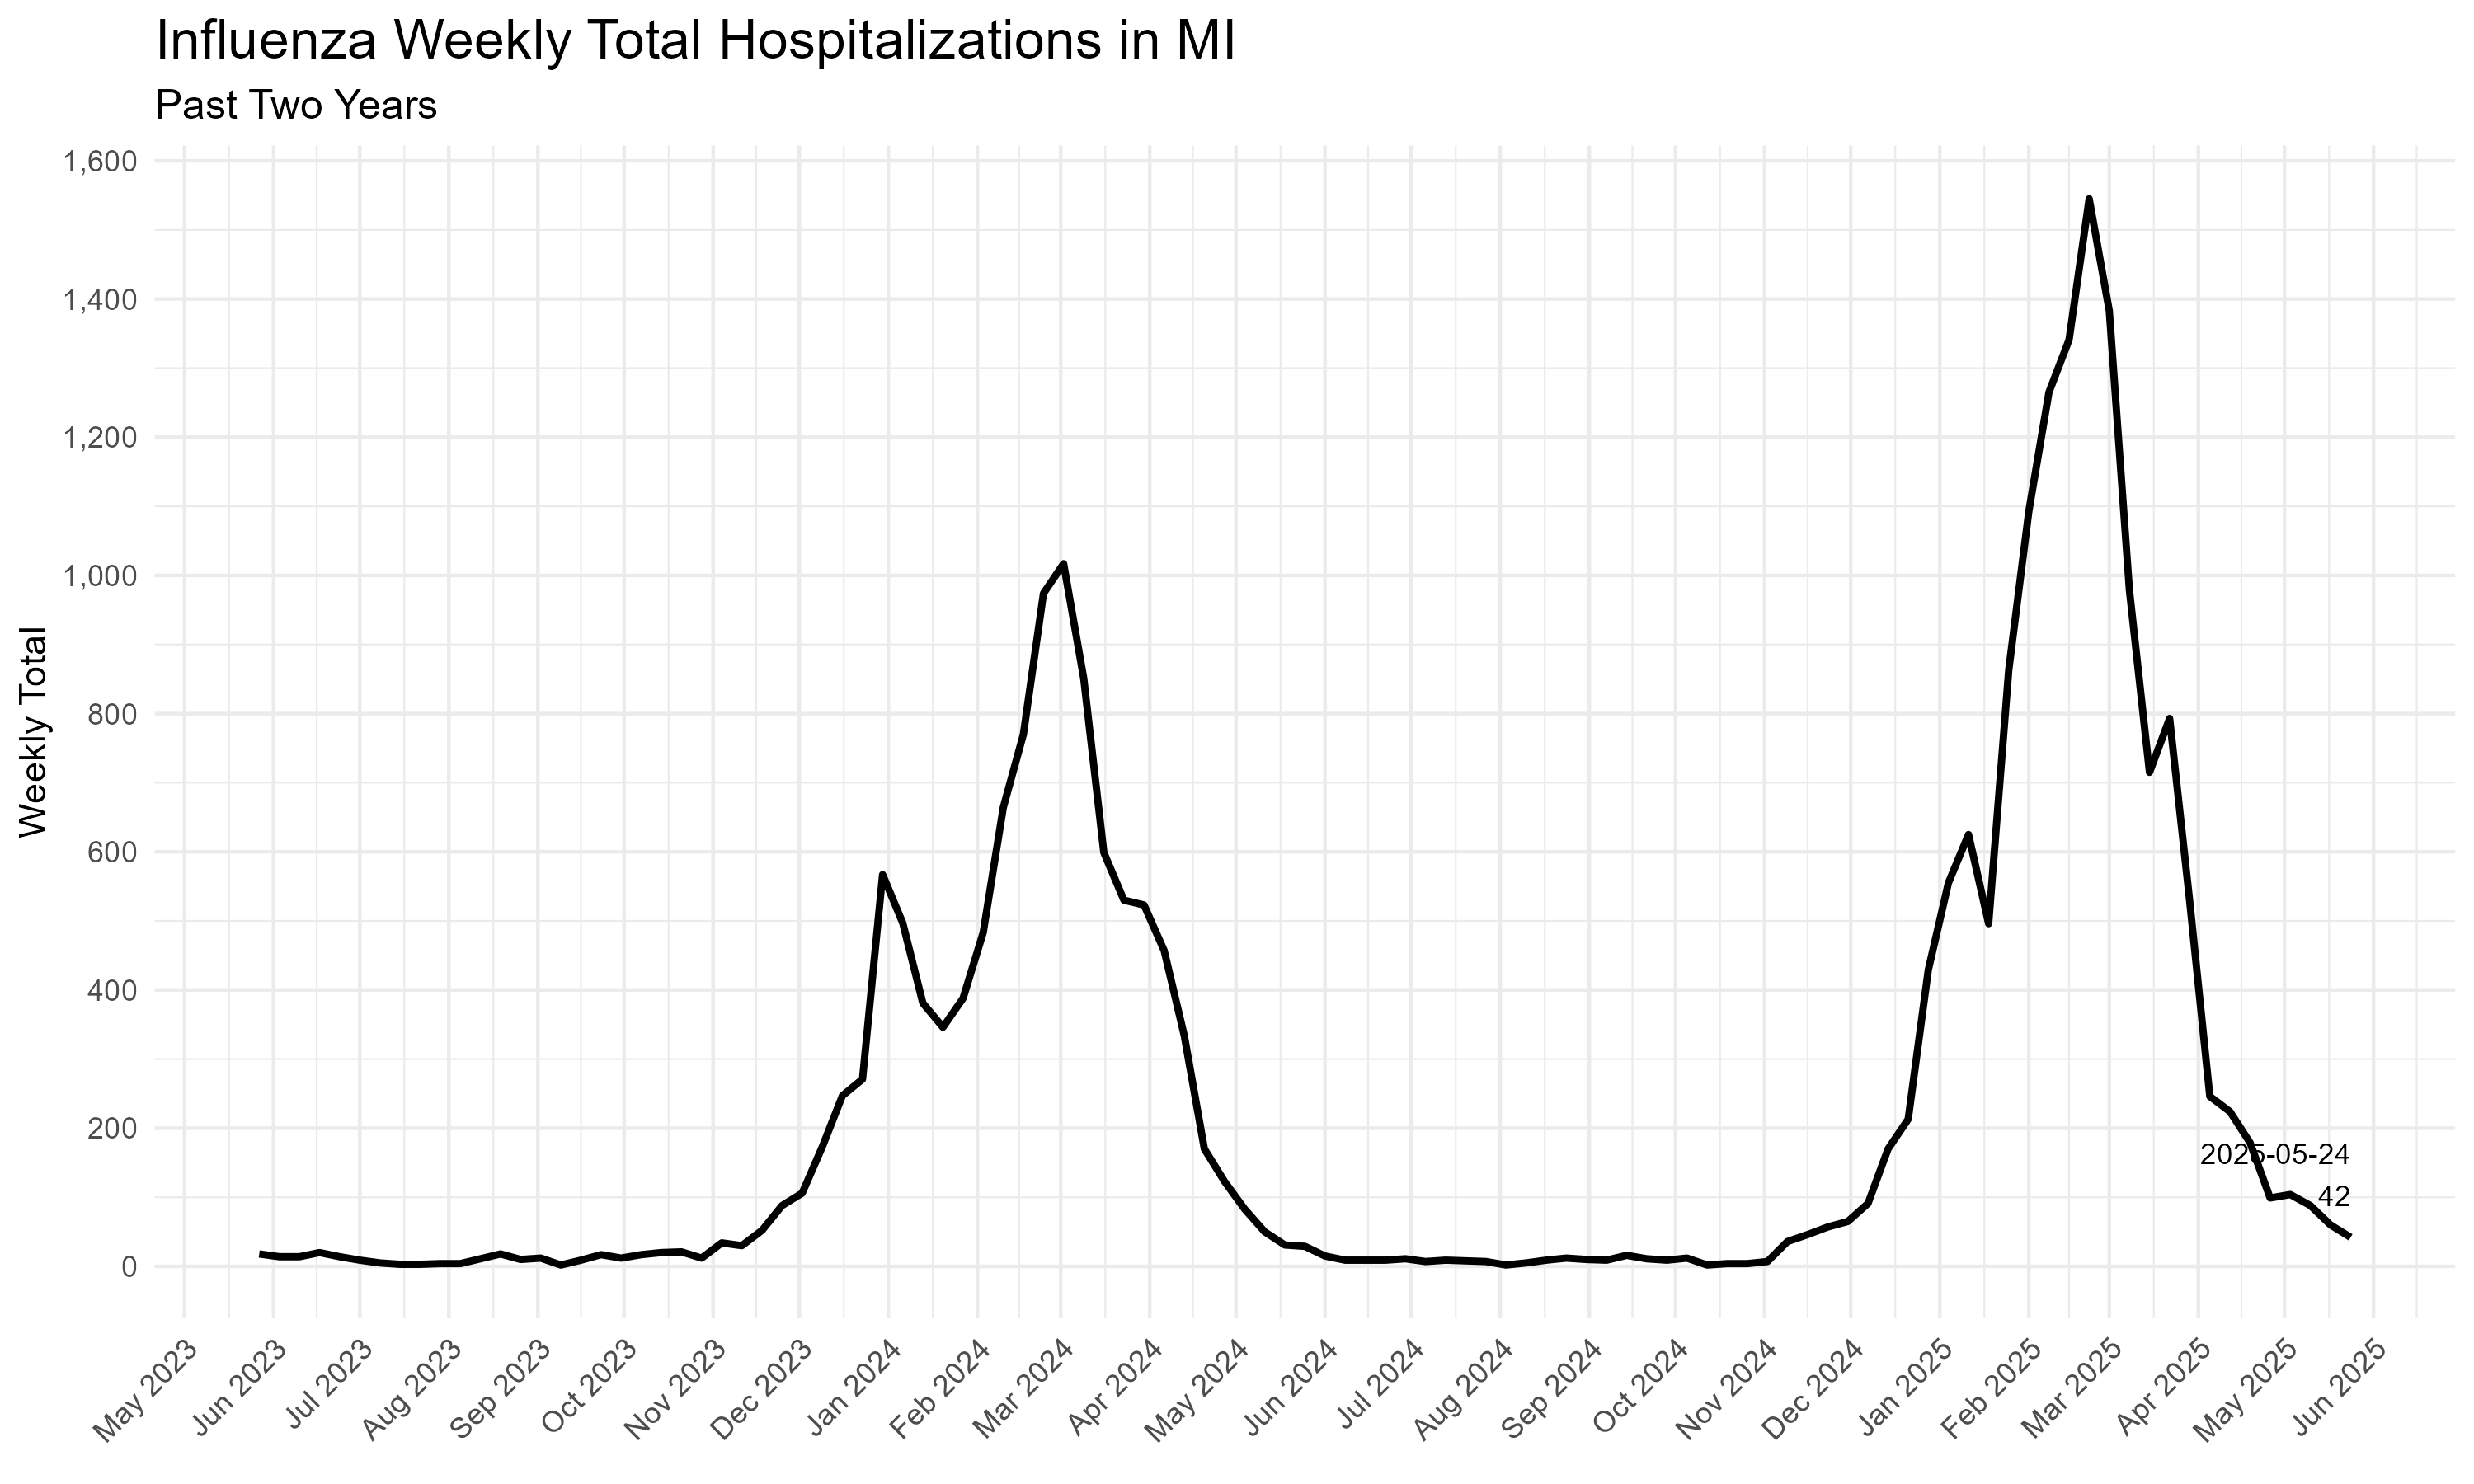 Influenza Weekly Total Hospitalizations in MI
Past Two Years
Weekly Total
1,600
1,400
1,200
1,000
800
600
400
200
0
2025-05-24
42
May 2023
Jun 2023
Jul 2023
Aug 2023
Sep 2023
Oct 2023
Nov 2023
Dec 2023
Jan 2024
Feb 2024
Mar 2024
Apr 2024
May 2024
Jun 2024
Jul 2024
Aug 2024
Sep 2024
Oct 2024
Nov 2024
Dec 2024
Jan 2025
Feb 2025
Mar 2025
Apr 2025
May 2025
Jun 2025